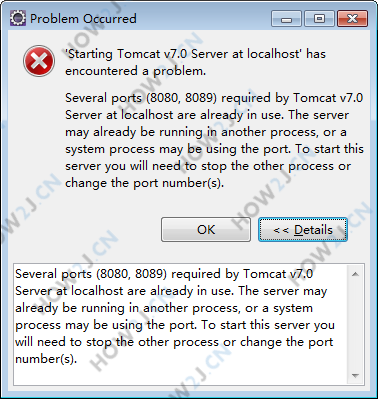 Problem Occurred
'Starting Tomcat v7.0 Server at localhost' has
encountered a problem.
Several ports (8080, 8089) required by Tomcat v7.0
Server at localhost are already in use. The server
may already be running in another process, or a
system process may be using the port. To start this
server you will need to stop the other process or
change the port number(s).
OK
<< Details
Several ports (8080, 8089) required by Tomcat v7.0
Server at localhost are already in use. The server may
already be running in another process, or a system
process may be using the port. To start this server you
will need to stop the other process or change the port
number(s).
HOW2J.CN
HOW2J.CN
HOW2J.CN
HOW2J.CN
HOW2J.CN
HOW2J.CN